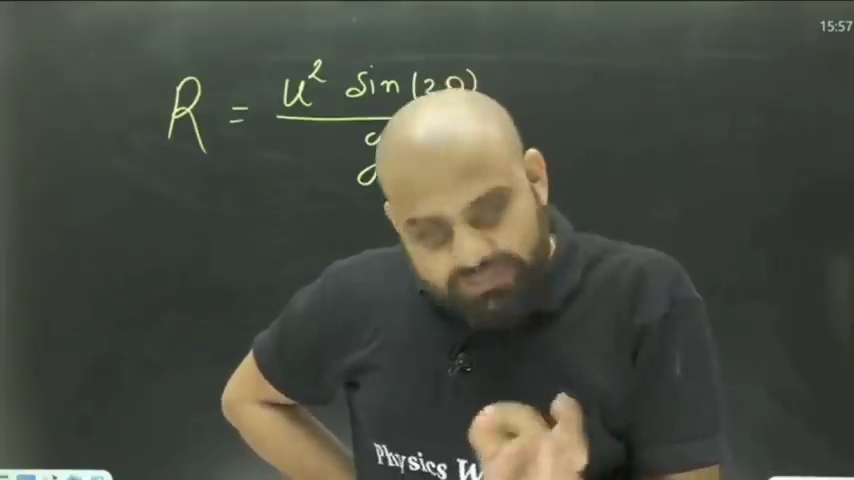 15:57
R = u² sin(2θ)
g
Physics W